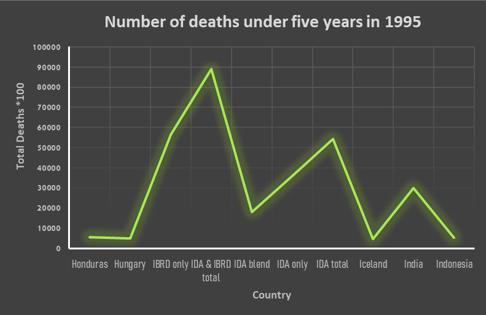 Number of deaths under five years in 1995
Total Deaths *100
100000
90000
80000
70000
60000
50000
40000
30000
20000
10000
0
Honduras Hungary IBRD only IDA & IBRD total IDA blend IDA only IDA total Iceland India Indonesia
Country